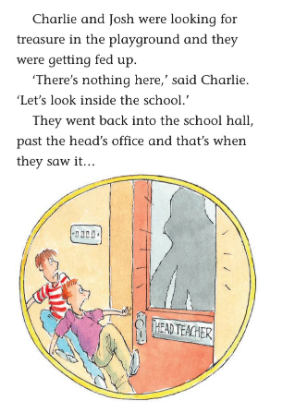 Charlie and Josh were looking for
treasure in the playground and they
were getting fed up.
‘There’s nothing here,’ said Charlie.
‘Let’s look inside the school.’
They went back into the school hall,
past the head’s office and that’s when
they saw it…
HEAD TEACHER